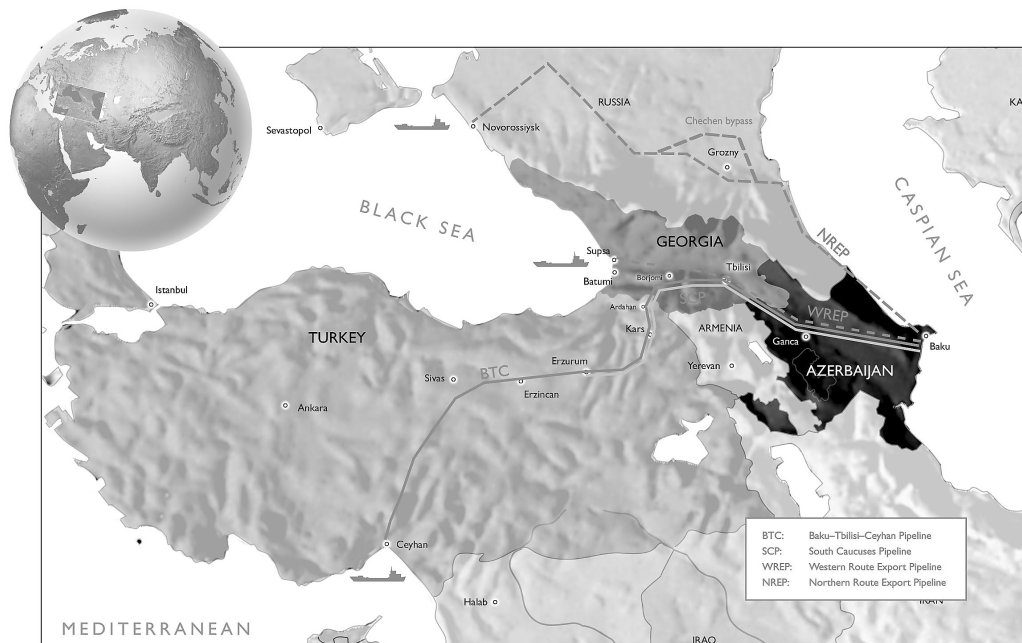 RUSSIA
KA
Chechen bypass
Sevastopol
Novorossiysk
Grozny
CASPIAN SEA
BLACK SEA
NREP
GEORGIA
Supsa
Tbilisi
Batumi
Borjomi
Istanbul
SCP
Ardahan
WREP
TURKEY
Kars
ARMENIA
Ganca
Baku
Erzurum
Yerevan
AZERBAIJAN
BTC
Sivas
Erzincan
Ankara
Ceyhan
BTC: Baku–Tbilisi–Ceyhan Pipeline
SCP: South Caucuses Pipeline
WREP: Western Route Export Pipeline
NREP: Northern Route Export Pipeline
Halab
IRAN
MEDITERRANEAN
IRAQ